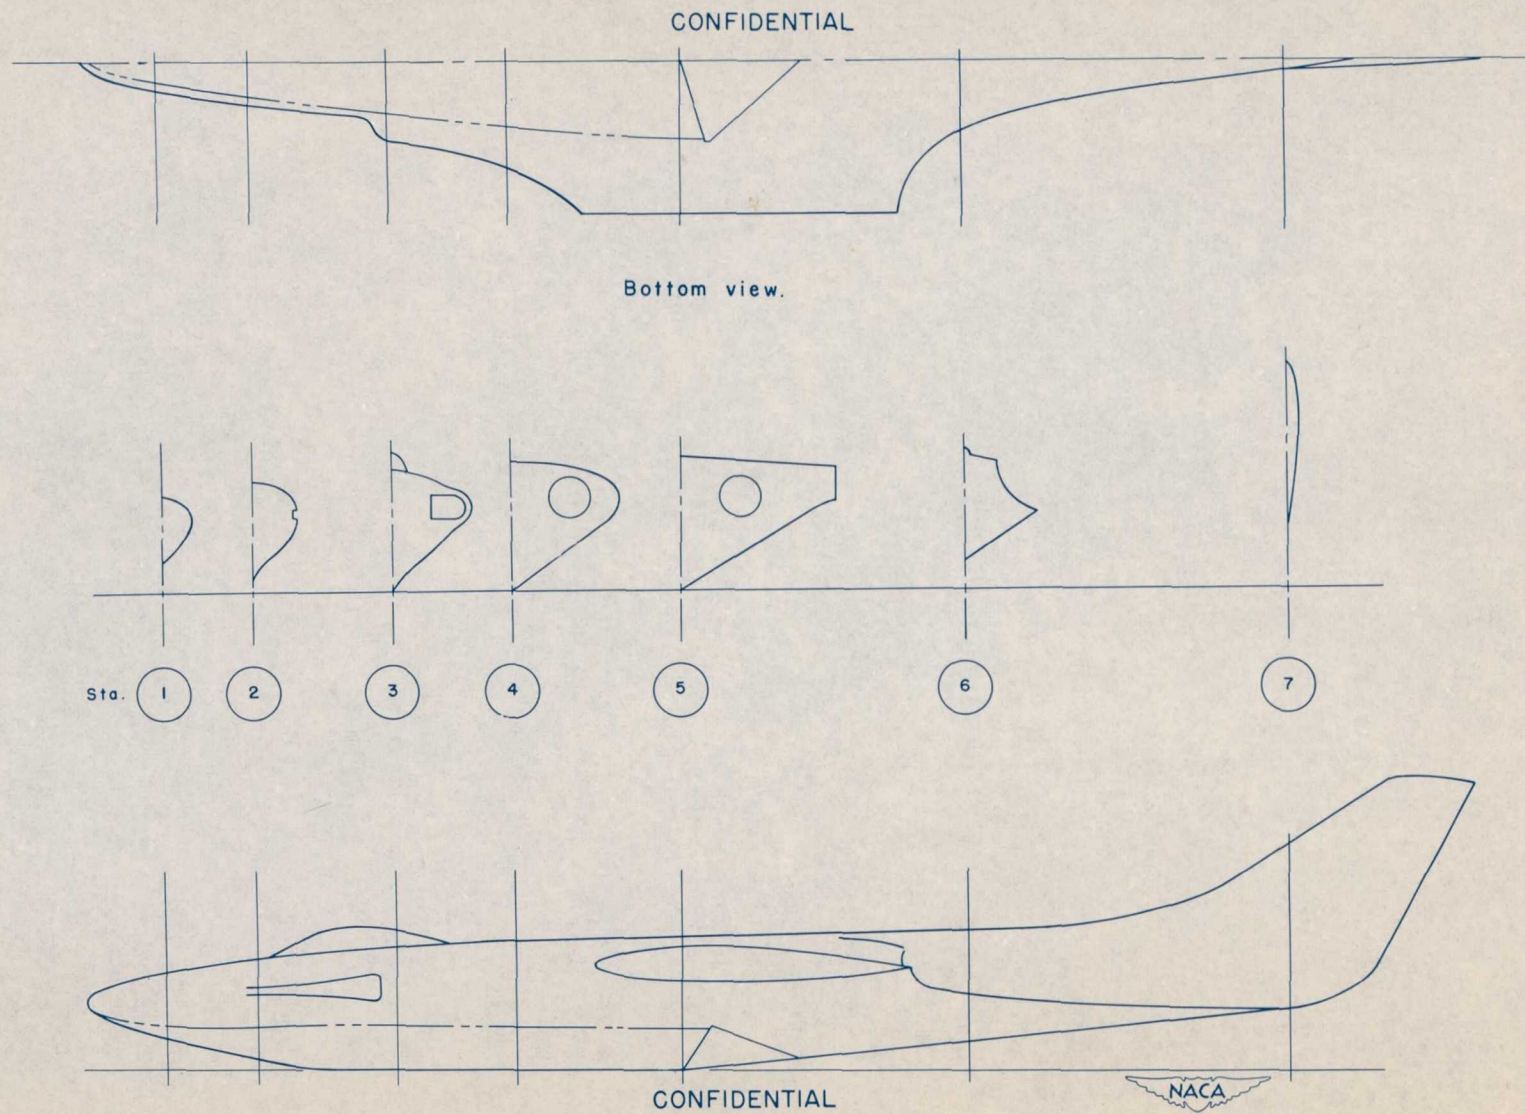 CONFIDENTIAL
Bottom view.
Sta. 1 2 3 4 5 6 7
CONFIDENTIAL
NACA